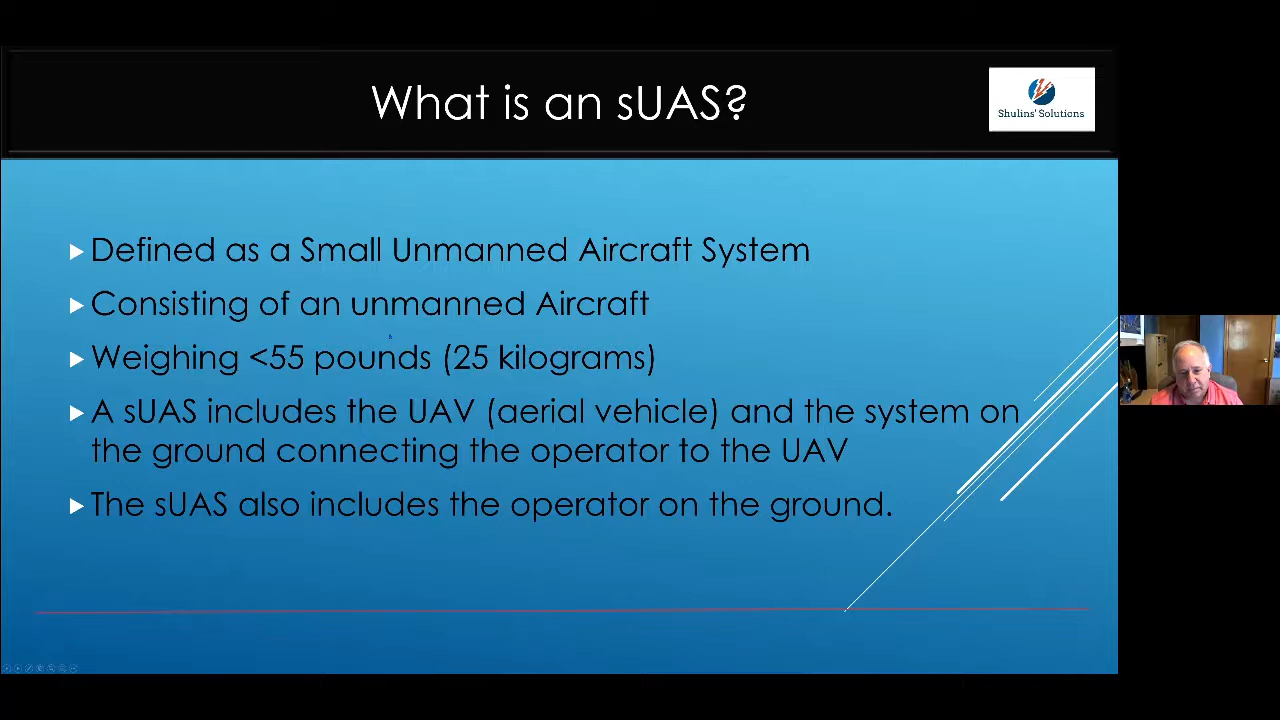 What is an sUAS?
Shulins' Solutions
Defined as a Small Unmanned Aircraft System
Consisting of an unmanned Aircraft
Weighing <55 pounds (25 kilograms)
A sUAS includes the UAV (aerial vehicle) and the system on
the ground connecting the operator to the UAV
The sUAS also includes the operator on the ground.